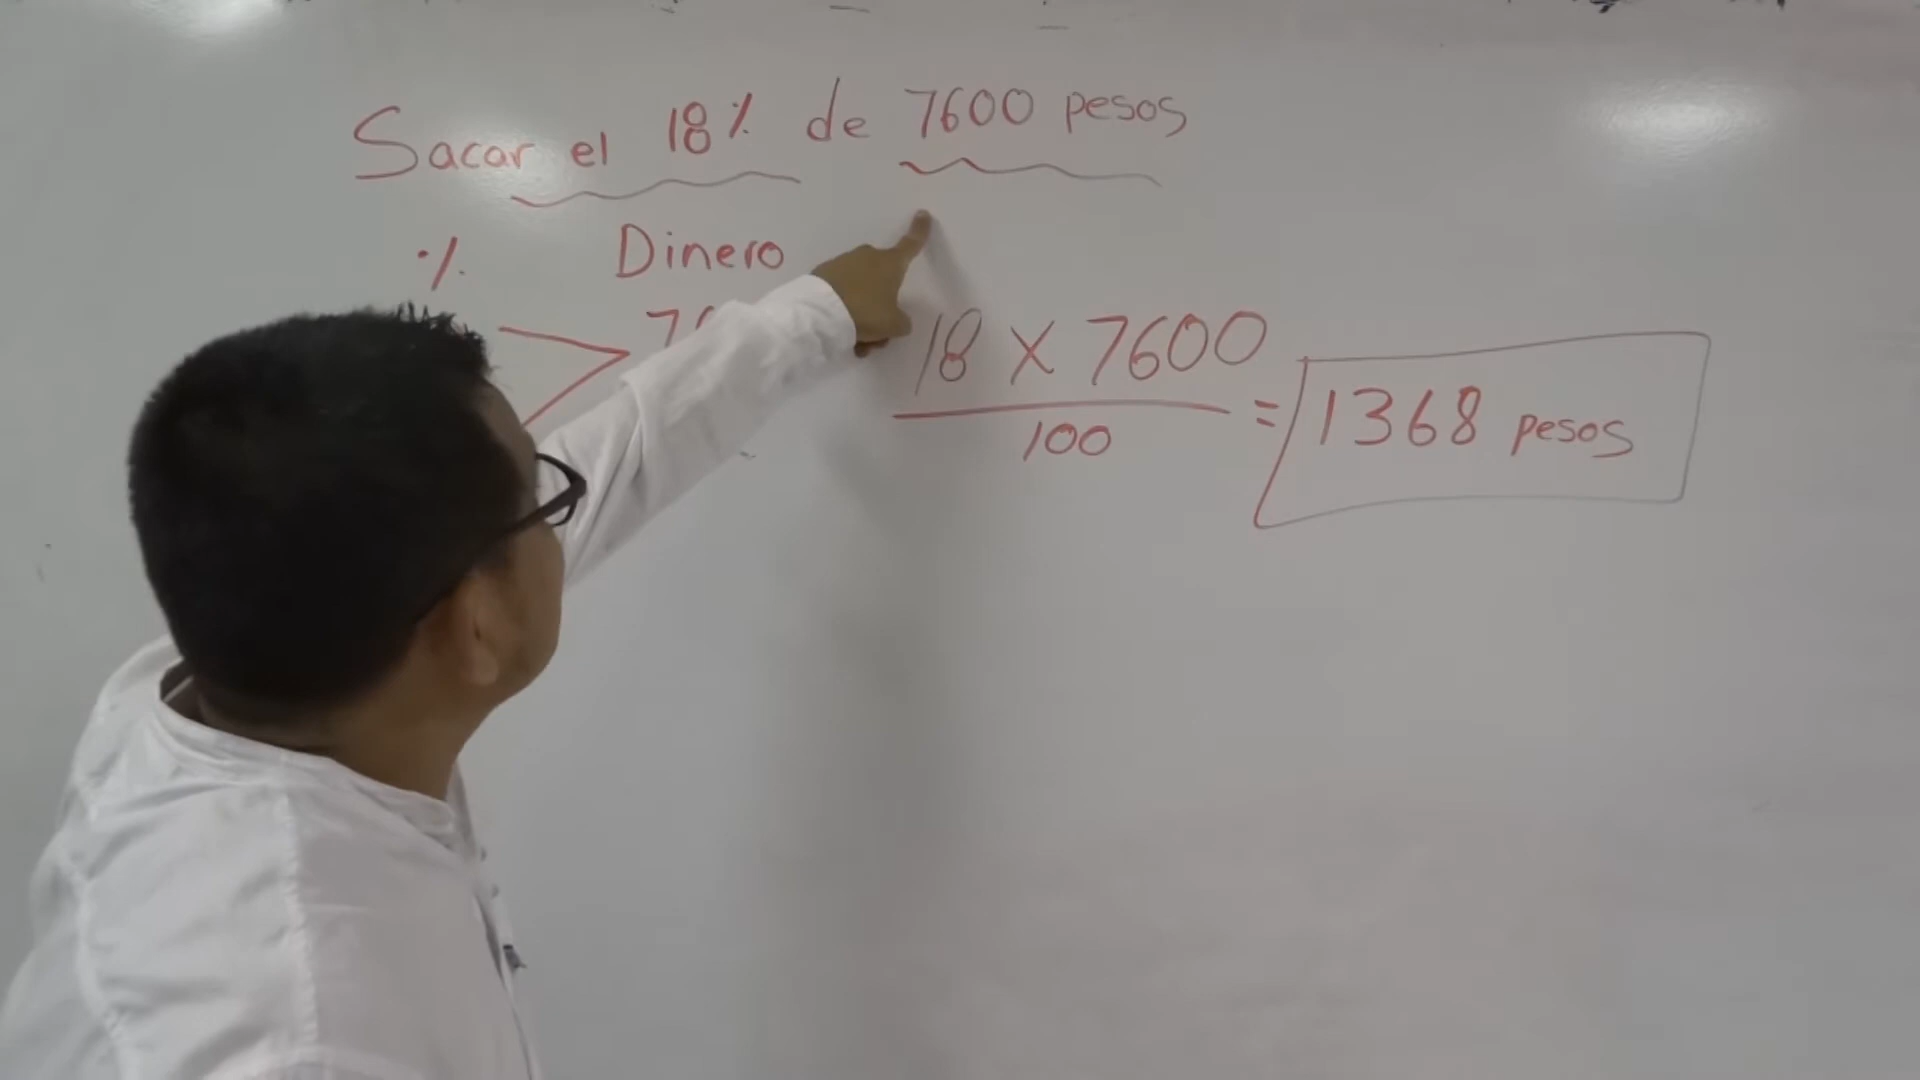 Sacar el 18% de 7600 pesos
% Dinero
18 X 7600
100
= 1368 pesos